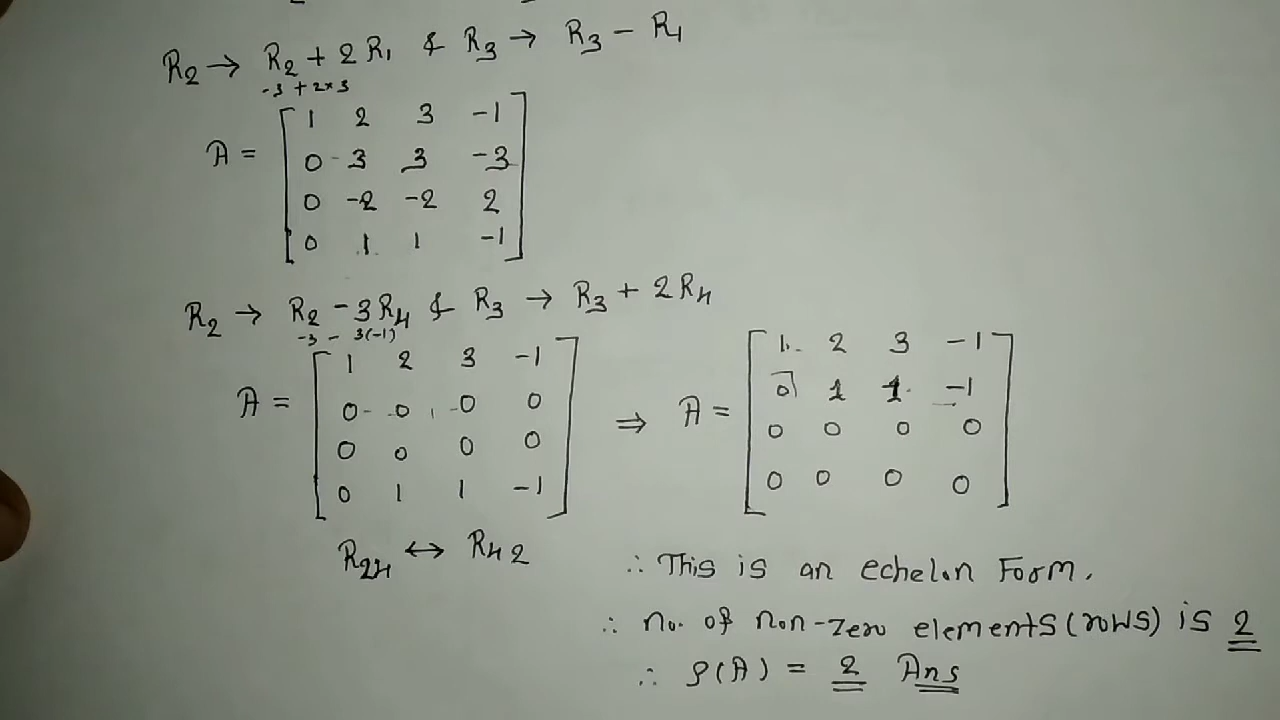 R2 → R2 + 2R1 & R3 → R3 − R1
-3 + 2×3
A = [ 1 2 3 -1
0 3 3 -3
0 -2 -2 2
0 1 1 -1 ]
R2 → R2 − 3R4 & R3 → R3 + 2R4
-3 - 3(-1)
A = [ 1 2 3 -1
0 0 0 0
0 0 0 0
0 1 1 -1 ]
R24 ↔ R42
⇒ A = [ 1 2 3 -1
0 1 1 -1
0 0 0 0
0 0 0 0 ]
∴ This is an echelon Form.
∴ no. of non-zero elements (rows) is 2
∴ ρ(A) = 2 Ans